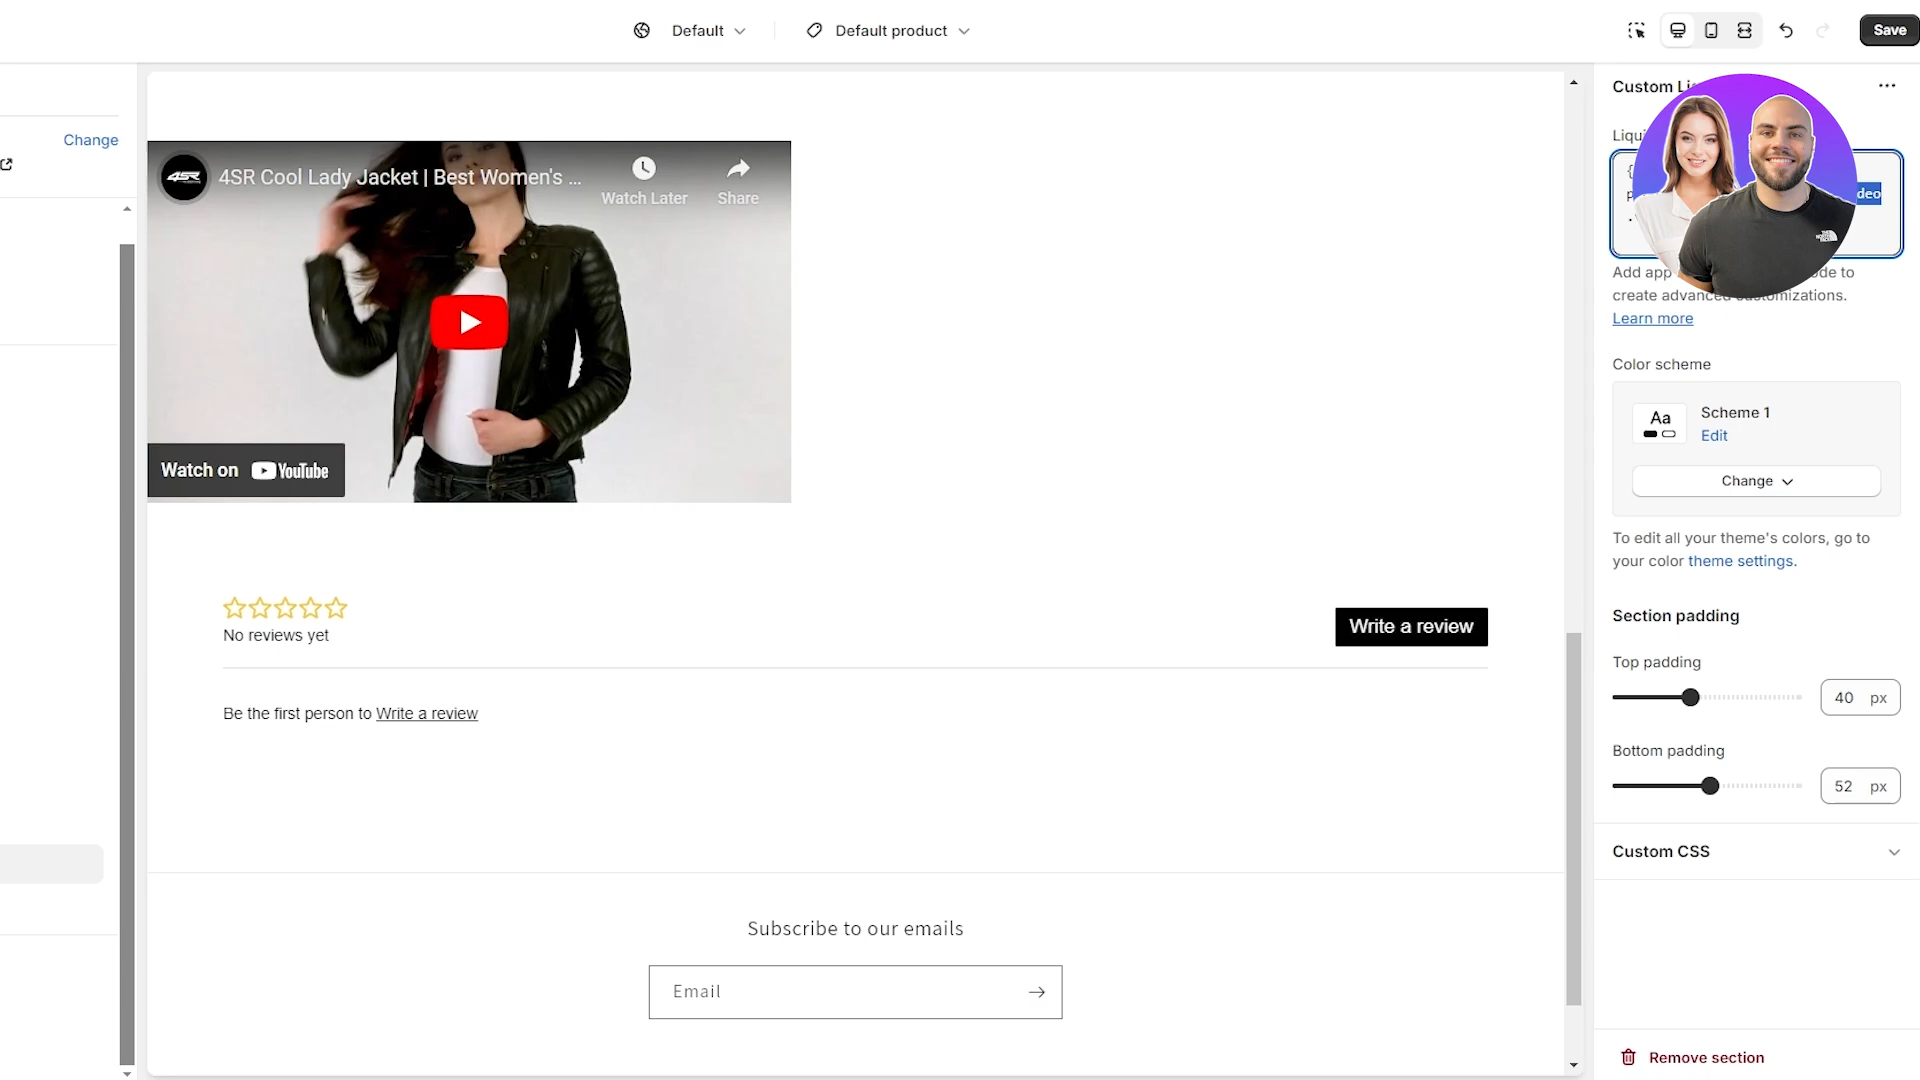 Default
Default product
Save
Change
4SR
4SR Cool Lady Jacket | Best Women's ...
Watch Later
Share
Watch on YouTube
No reviews yet
Write a review
Be the first person to Write a review
Subscribe to our emails
Email
Custom
deo
Add app
create advanced customizations.
Learn more
Color scheme
Aa
Scheme 1
Edit
Change
To edit all your theme's colors, go to
your color theme settings.
Section padding
Top padding
40 px
Bottom padding
52 px
Custom CSS
Remove section